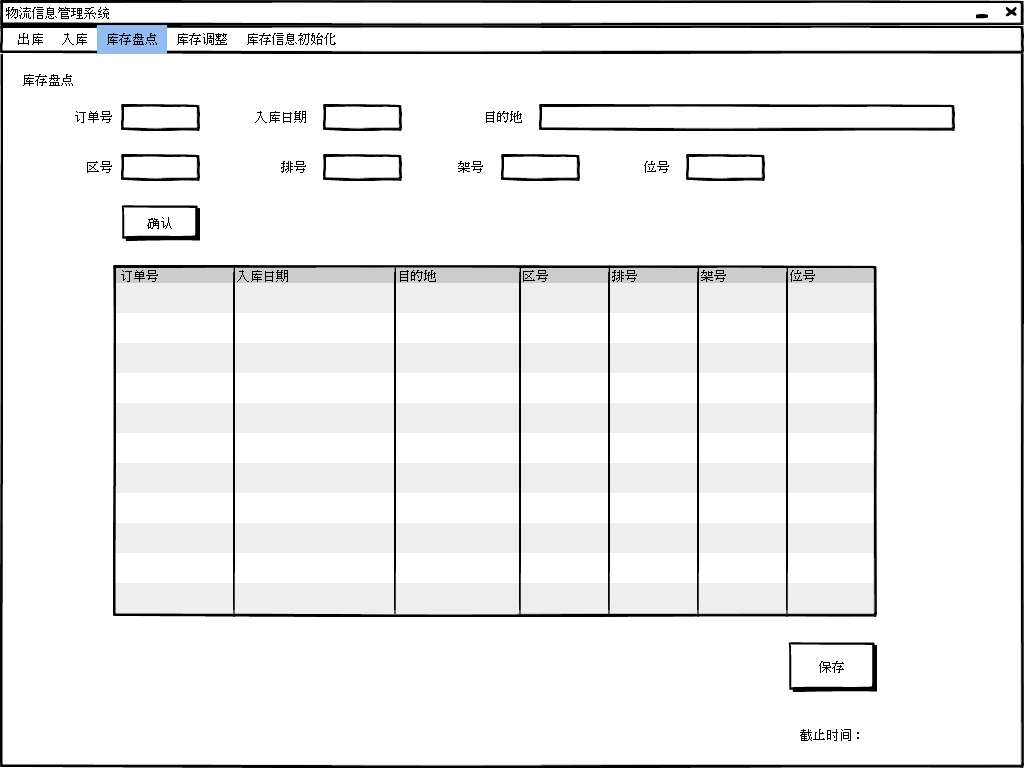 物流信息管理系统
出库 入库 库存盘点 库存调整 库存信息初始化
库存盘点
订单号 入库日期 目的地
区号 排号 架号 位号
确认
订单号 入库日期 目的地 区号 排号 架号 位号
保存
截止时间：